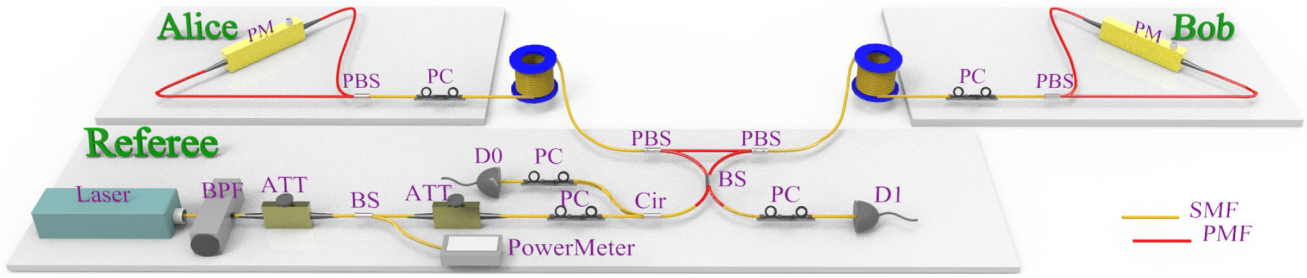 Alice
PM
PBS
PC
PC
PBS
PM
Bob
Referee
PBS
PBS
D0
PC
BS
Laser
BPF
ATT
BS
ATT
PC
Cir
PC
D1
PowerMeter
SMF
PMF